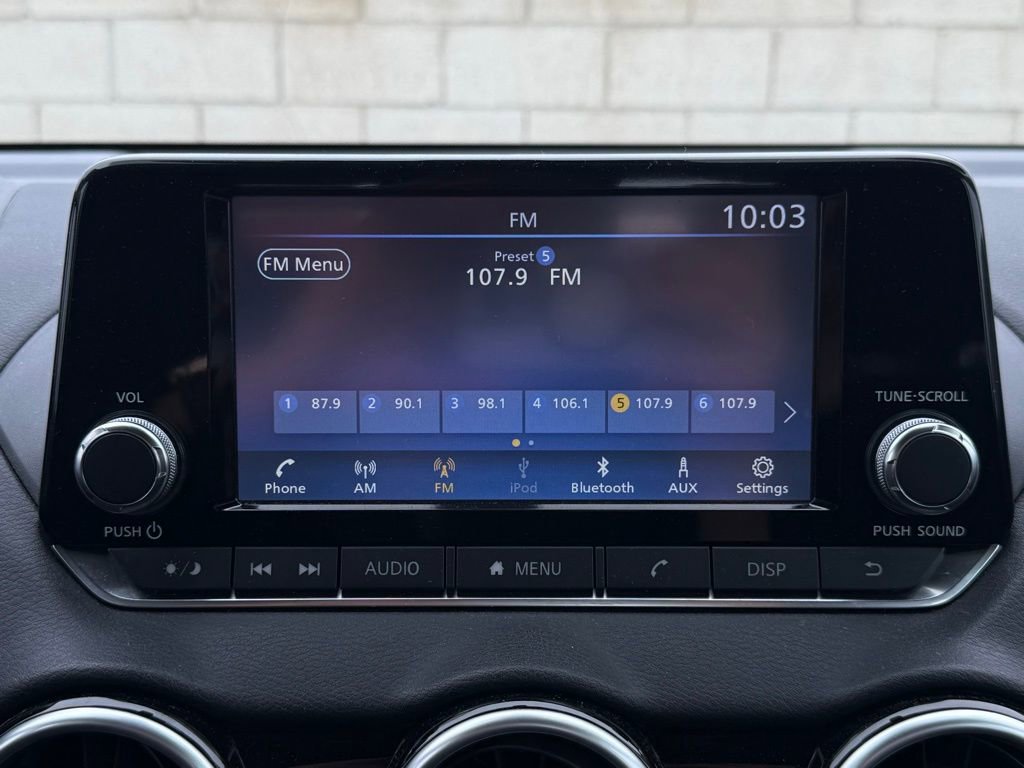 FM 10:03
FM Menu
Preset 5
107.9 FM
1 87.9 2 90.1 3 98.1 4 106.1 5 107.9 6 107.9
Phone AM FM iPod Bluetooth AUX Settings
VOL
PUSH
TUNE·SCROLL
PUSH SOUND
AUDIO MENU DISP